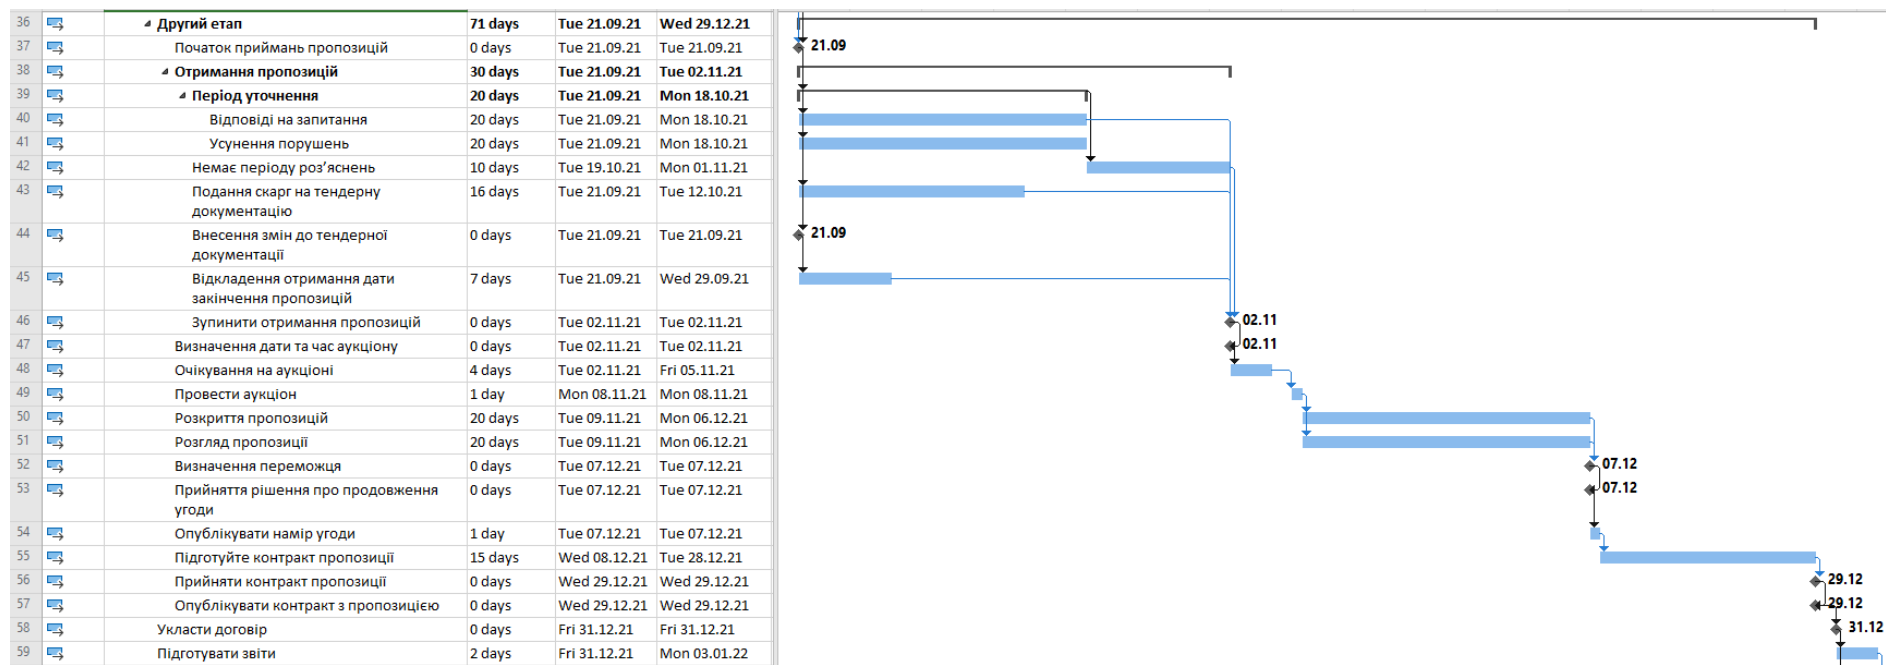 36 Другий етап 71 days Tue 21.09.21 Wed 29.12.21
37 Початок приймань пропозицій 0 days Tue 21.09.21 Tue 21.09.21 21.09
38 Отримання пропозицій 30 days Tue 21.09.21 Tue 02.11.21
39 Період уточнення 20 days Tue 21.09.21 Mon 18.10.21
40 Відповіді на запитання 20 days Tue 21.09.21 Mon 18.10.21
41 Усунення порушень 20 days Tue 21.09.21 Mon 18.10.21
42 Немає періоду роз’яснень 10 days Tue 19.10.21 Mon 01.11.21
43 Подання скарг на тендерну 16 days Tue 21.09.21 Tue 12.10.21
документацію
44 Внесення змін до тендерної 0 days Tue 21.09.21 Tue 21.09.21 21.09
документації
45 Відкладення отримання дати 7 days Tue 21.09.21 Wed 29.09.21
закінчення пропозицій
46 Зупинити отримання пропозицій 0 days Tue 02.11.21 Tue 02.11.21 02.11
47 Визначення дати та час аукціону 0 days Tue 02.11.21 Tue 02.11.21 02.11
48 Очікування на аукціоні 4 days Tue 02.11.21 Fri 05.11.21
49 Провести аукціон 1 day Mon 08.11.21 Mon 08.11.21
50 Розкриття пропозицій 20 days Tue 09.11.21 Mon 06.12.21
51 Розгляд пропозиції 20 days Tue 09.11.21 Mon 06.12.21
52 Визначення переможця 0 days Tue 07.12.21 Tue 07.12.21 07.12
53 Прийняття рішення про продовження 0 days Tue 07.12.21 Tue 07.12.21 07.12
угоди
54 Опублікувати намір угоди 1 day Tue 07.12.21 Tue 07.12.21
55 Підготуйте контракт пропозиції 15 days Wed 08.12.21 Tue 28.12.21
56 Прийняти контракт пропозиції 0 days Wed 29.12.21 Wed 29.12.21 29.12
57 Опублікувати контракт з пропозицією 0 days Wed 29.12.21 Wed 29.12.21 29.12
58 Укласти договір 0 days Fri 31.12.21 Fri 31.12.21 31.12
59 Підготувати звіти 2 days Fri 31.12.21 Mon 03.01.22